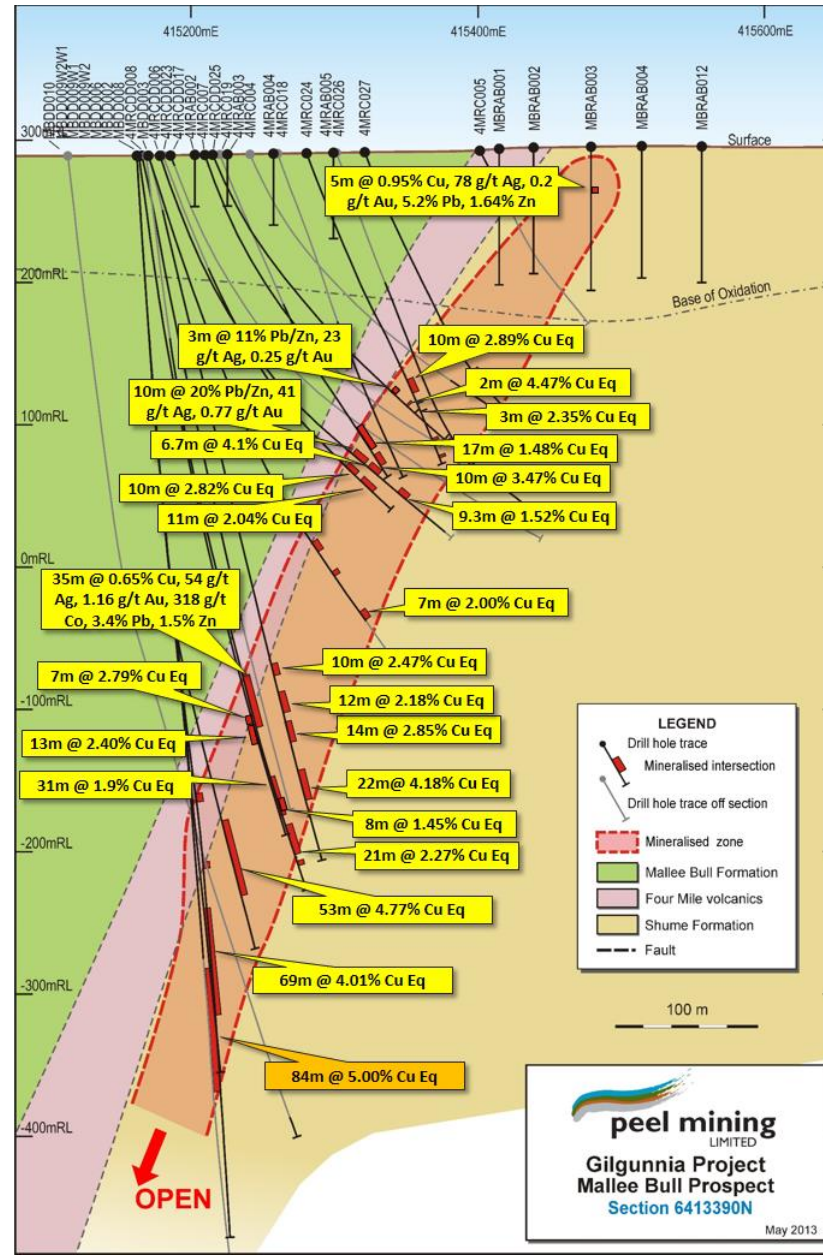 415200mE
415400mE
415600mE
MBDD010
MBDD009W2W1
MBDD009W1
MBDD009W2
MBDD008
4MRCDD008
4MRCDD023
4MRCDD017
4MRAB002
4MRC007
4MRCDD025
4MRC019
4MRAB003
4MRC004
4MRAB004
4MRC018
4MRC024
4MRAB005
4MRC026
4MRC027
4MRC005
MBRAB001
MBRAB002
MBRAB003
MBRAB004
MBRAB012
Surface
5m @ 0.95% Cu, 78 g/t Ag, 0.2
g/t Au, 5.2% Pb, 1.64% Zn
200mRL
Base of Oxidation
3m @ 11% Pb/Zn, 23
g/t Ag, 0.25 g/t Au
10m @ 2.89% Cu Eq
2m @ 4.47% Cu Eq
10m @ 20% Pb/Zn, 41
g/t Ag, 0.77 g/t Au
3m @ 2.35% Cu Eq
100mRL
6.7m @ 4.1% Cu Eq
17m @ 1.48% Cu Eq
10m @ 2.82% Cu Eq
10m @ 3.47% Cu Eq
11m @ 2.04% Cu Eq
9.3m @ 1.52% Cu Eq
0mRL
35m @ 0.65% Cu, 54 g/t
Ag, 1.16 g/t Au, 318 g/t
Co, 3.4% Pb, 1.5% Zn
7m @ 2.00% Cu Eq
7m @ 2.79% Cu Eq
10m @ 2.47% Cu Eq
-100mRL
12m @ 2.18% Cu Eq
13m @ 2.40% Cu Eq
14m @ 2.85% Cu Eq
31m @ 1.9% Cu Eq
22m@ 4.18% Cu Eq
8m @ 1.45% Cu Eq
-200mRL
21m @ 2.27% Cu Eq
53m @ 4.77% Cu Eq
69m @ 4.01% Cu Eq
-300mRL
84m @ 5.00% Cu Eq
-400mRL
OPEN
LEGEND
Drill hole trace
Mineralised intersection
Drill hole trace off section
Mineralised zone
Mallee Bull Formation
Four Mile volcanics
Shume Formation
Fault
100 m
peel mining
LIMITED
Gilgunnia Project
Mallee Bull Prospect
Section 6413390N
May 2013